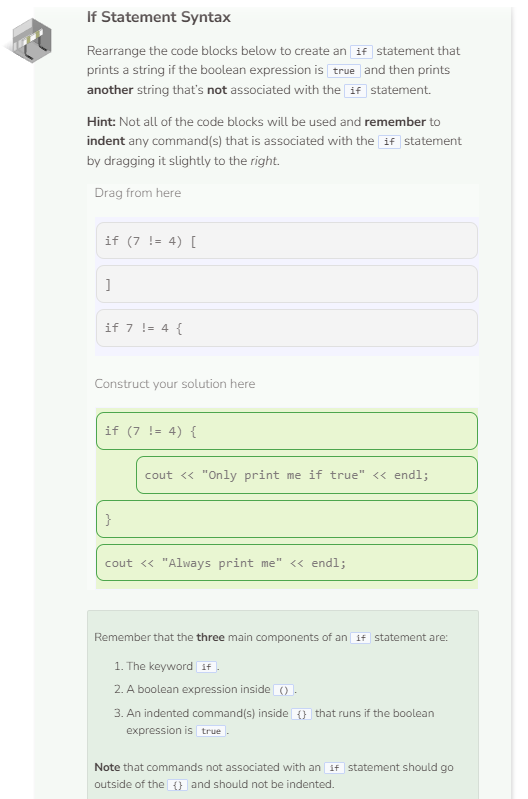 If Statement Syntax
Rearrange the code blocks below to create an if statement that
prints a string if the boolean expression is true and then prints
another string that's not associated with the if statement.
Hint: Not all of the code blocks will be used and remember to
indent any command(s) that is associated with the if statement
by dragging it slightly to the right.
Drag from here
if (7 != 4) [
]
if 7 != 4 {
Construct your solution here
if (7 != 4) {
cout << "Only print me if true" << endl;
}
cout << "Always print me" << endl;
Remember that the three main components of an if statement are:
1. The keyword if.
2. A boolean expression inside ().
3. An indented command(s) inside {} that runs if the boolean
expression is true.
Note that commands not associated with an if statement should go
outside of the {} and should not be indented.